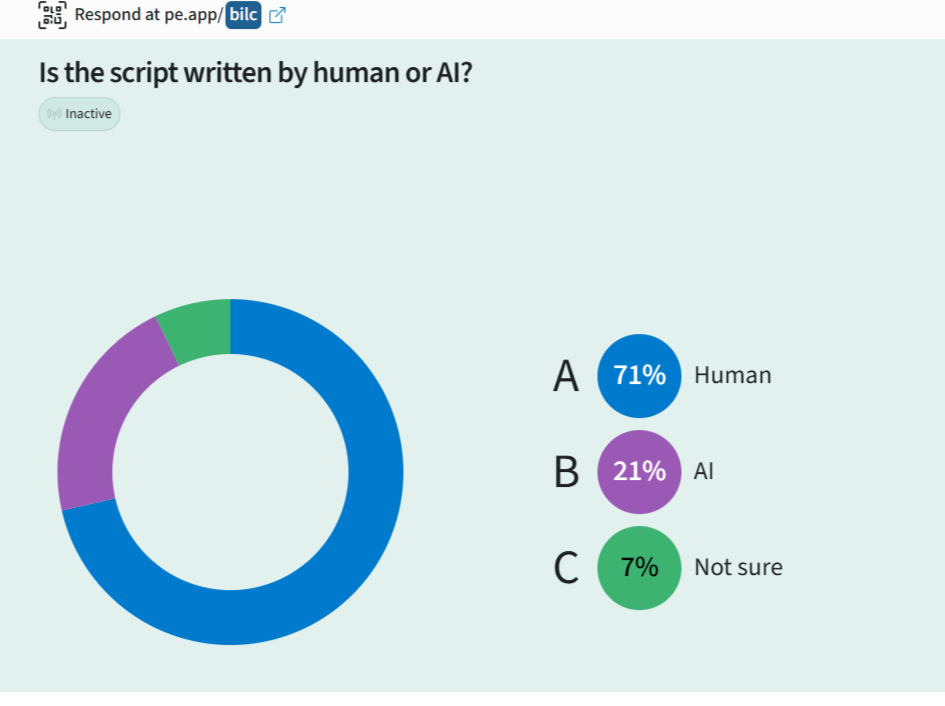 Respond at pe.app/bilc
Is the script written by human or AI?
Inactive
A 71% Human
B 21% AI
C 7% Not sure